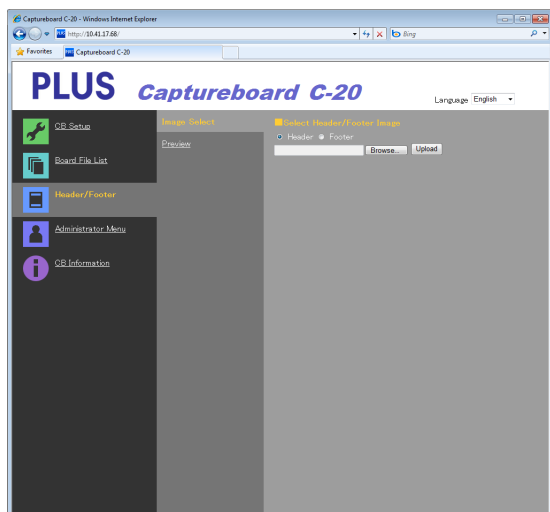 Captureboard C-20 - Windows Internet Explorer
http://10.41.17.68/
Bing
Favorites
Captureboard C-20
PLUS Captureboard C-20
Language English
CB Setup
Board File List
Header/Footer
Administrator Menu
CB Information
Image Select
Preview
Select Header/Footer Image
Header Footer
Browse... Upload